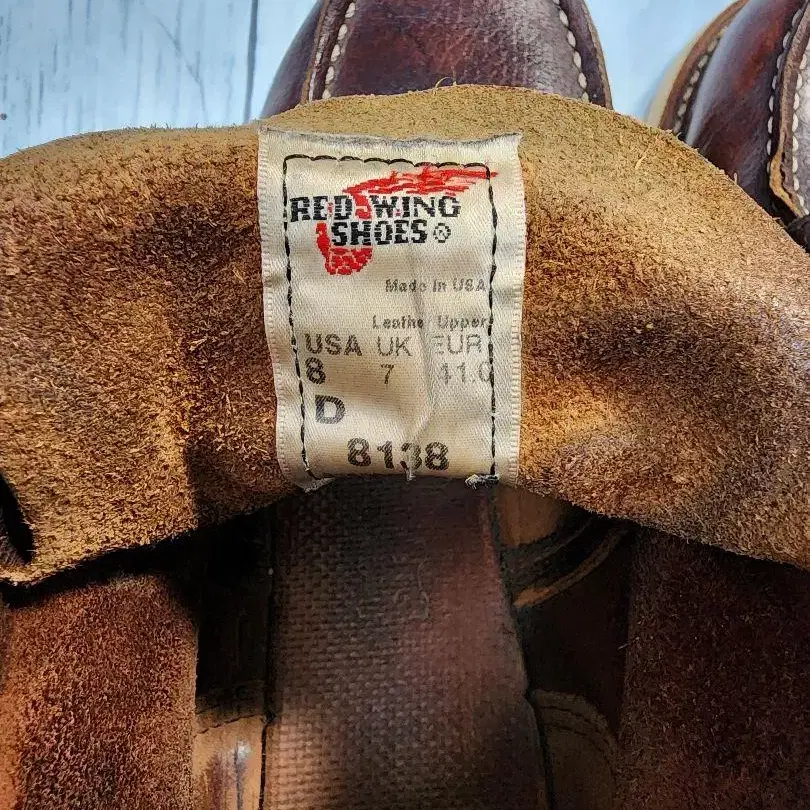 RED WING
SHOES®
Made in USA
Leather Upper
USA UK EUR
8 7 41.0
D
8138